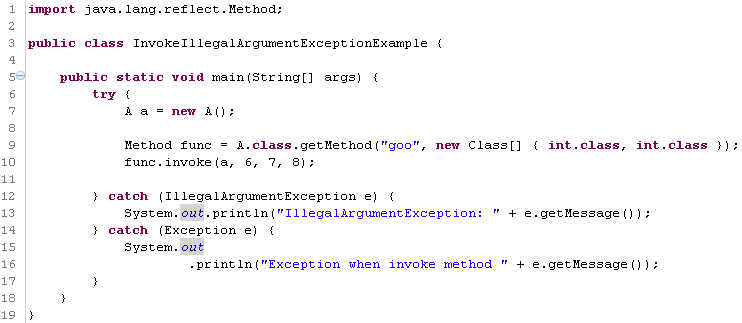 1 import java.lang.reflect.Method;
2
3 public class InvokeIllegalArgumentExceptionExample {
4
5     public static void main(String[] args) {
6         try {
7             A a = new A();
8
9             Method func = A.class.getMethod("goo", new Class[] { int.class, int.class });
10             func.invoke(a, 6, 7, 8);
11
12         } catch (IllegalArgumentException e) {
13             System.out.println("IllegalArgumentException: " + e.getMessage());
14         } catch (Exception e) {
15             System.out
16                     .println("Exception when invoke method " + e.getMessage());
17         }
18     }
19 }